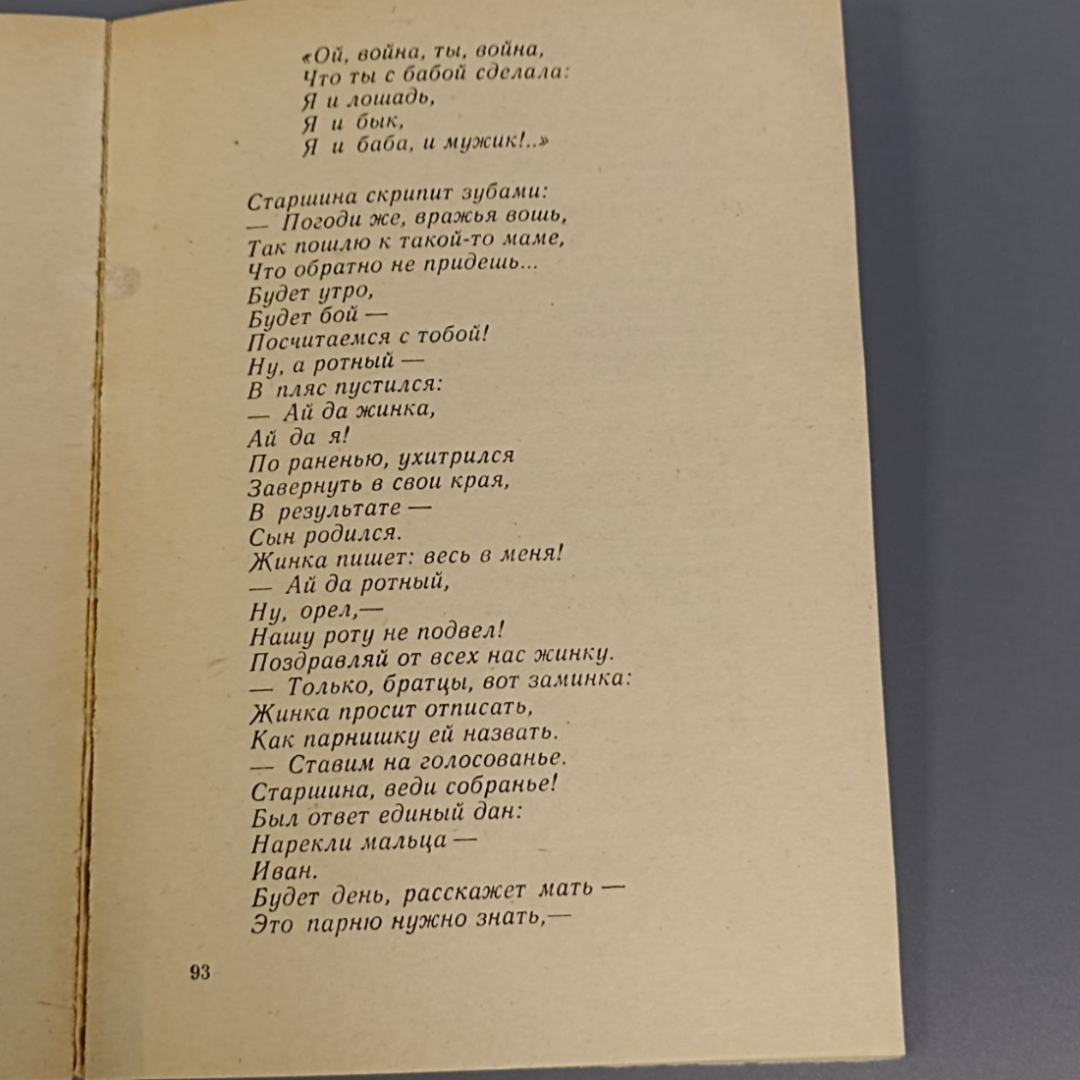 «Ой, война, ты, война,
Что ты с бабой сделала:
Я и лошадь,
Я и бык,
Я и баба, и мужик!..»
Старшина скрипит зубами:
— Погоди же, вражья вошь,
Так пошлю к такой-то маме,
Что обратно не придешь...
Будет утро,
Будет бой —
Посчитаемся с тобой!
Ну, а ротный —
В пляс пустился:
— Ай да жинка,
Ай да я!
По раненью, ухитрился
Завернуть в свои края,
В результате —
Сын родился.
Жинка пишет: весь в меня!
— Ай да ротный,
Ну, орел,—
Нашу роту не подвел!
Поздравляй от всех нас жинку.
— Только, братцы, вот заминка:
Жинка просит отписать,
Как парнишку ей назвать.
— Ставим на голосованье.
Старшина, веди собранье!
Был ответ единый дан:
Нарекли мальца —
Иван.
Будет день, расскажет мать —
Это парню нужно знать,—
93